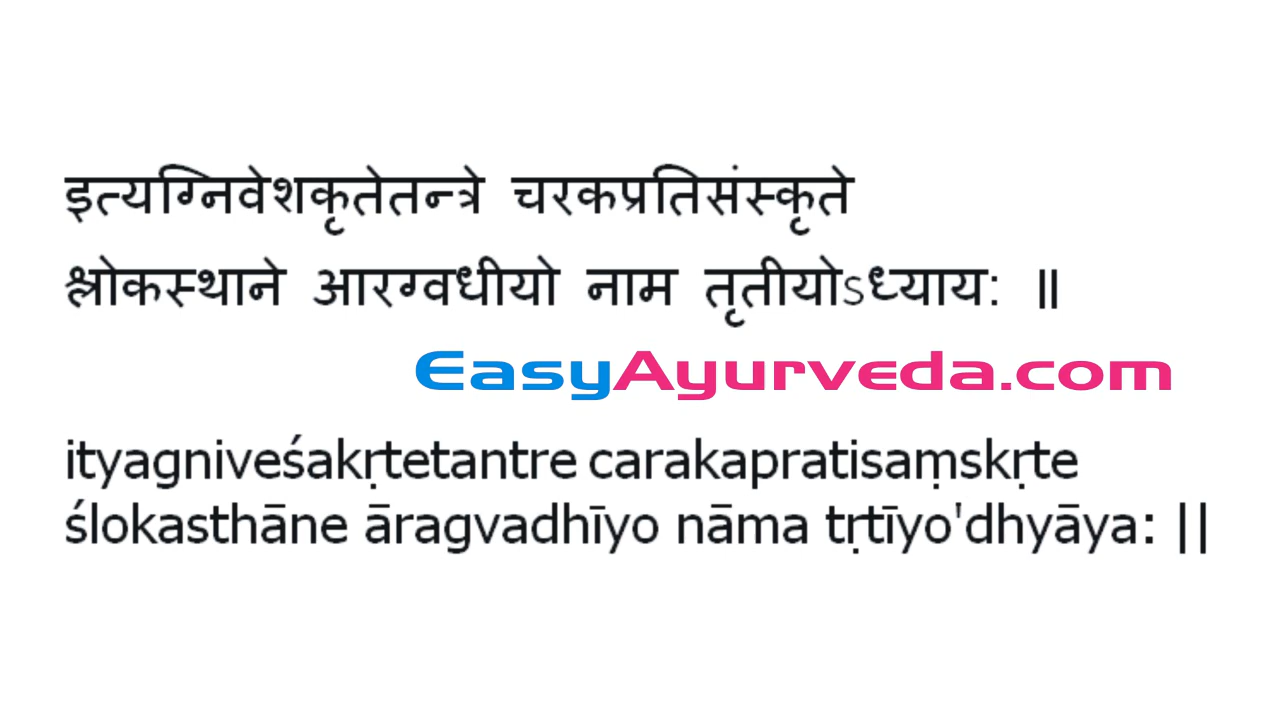 इत्यग्निवेशकृतेतन्त्रे चरकप्रतिसंस्कृते
श्लोकस्थाने आरग्वधीयो नाम तृतीयोऽध्यायः ॥
EasyAyurveda.com
ityagniveśakṛtetantre carakapratisaṃskṛte
ślokasthāne āragvadhīyo nāma tṛtīyo'dhyāya: ||